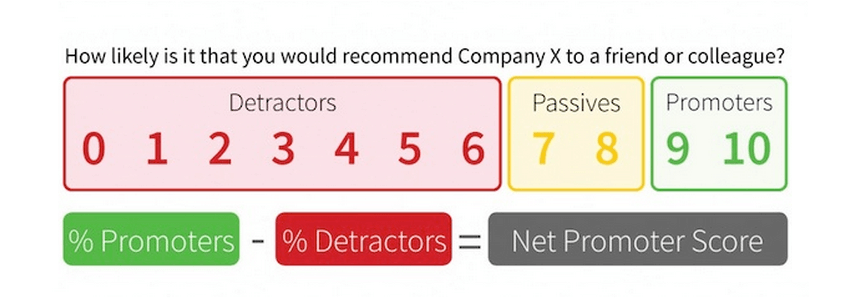 How likely is it that you would recommend Company X to a friend or colleague?
Detractors Passives Promoters
0 1 2 3 4 5 6 7 8 9 10
% Promoters - % Detractors = Net Promoter Score